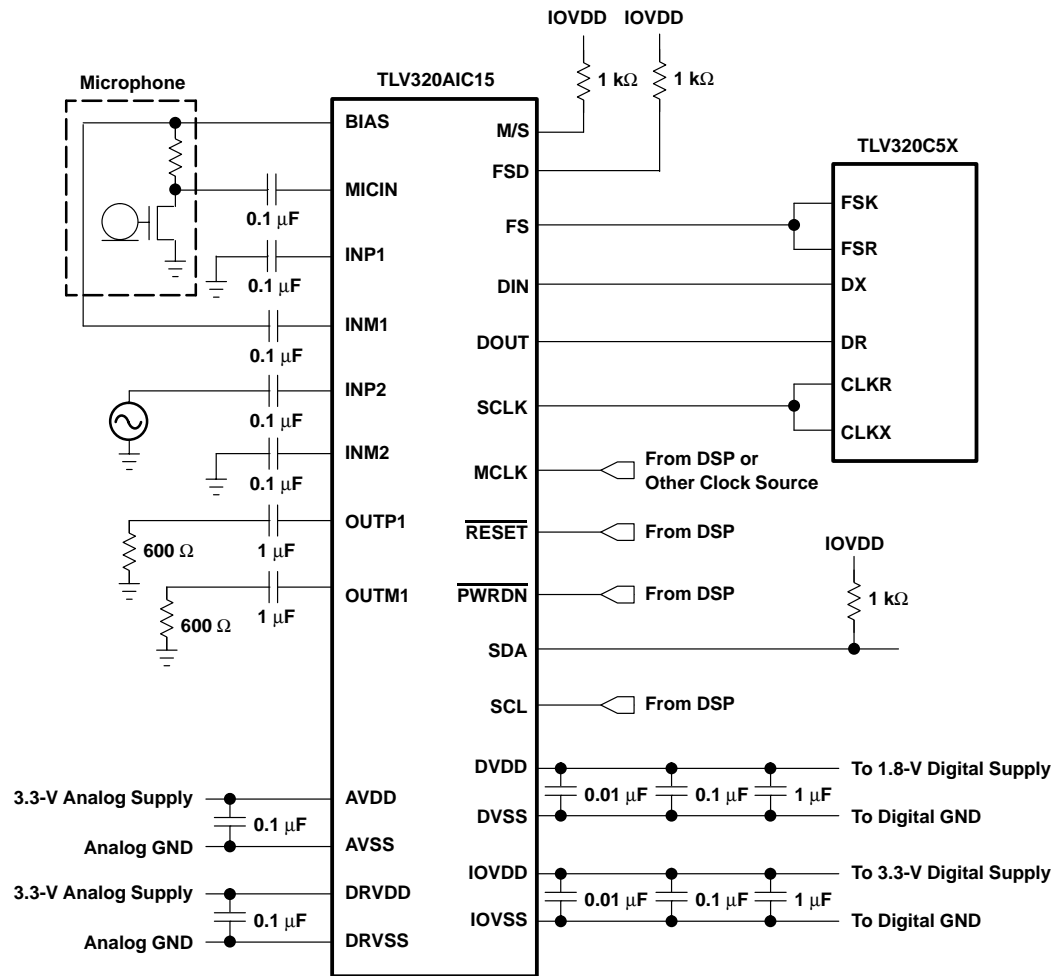 IOVDD
IOVDD
TLV320AIC15
1 kΩ
1 kΩ
Microphone
BIAS
MICIN
0.1 μF
INP1
0.1 μF
INM1
0.1 μF
INP2
0.1 μF
INM2
0.1 μF
OUTP1
600 Ω
1 μF
OUTM1
1 μF
600 Ω
3.3-V Analog Supply
AVDD
0.1 μF
Analog GND
AVSS
3.3-V Analog Supply
DRVDD
0.1 μF
Analog GND
DRVSS
M/S
FSD
FS
DIN
DOUT
SCLK
MCLK
From DSP or
Other Clock Source
RESET
From DSP
PWRDN
From DSP
SDA
IOVDD
1 kΩ
SCL
From DSP
TLV320C5X
FSK
FSR
DX
DR
CLKR
CLKX
DVDD
To 1.8-V Digital Supply
0.01 μF
0.1 μF
1 μF
DVSS
To Digital GND
IOVDD
To 3.3-V Digital Supply
0.01 μF
0.1 μF
1 μF
IOVSS
To Digital GND